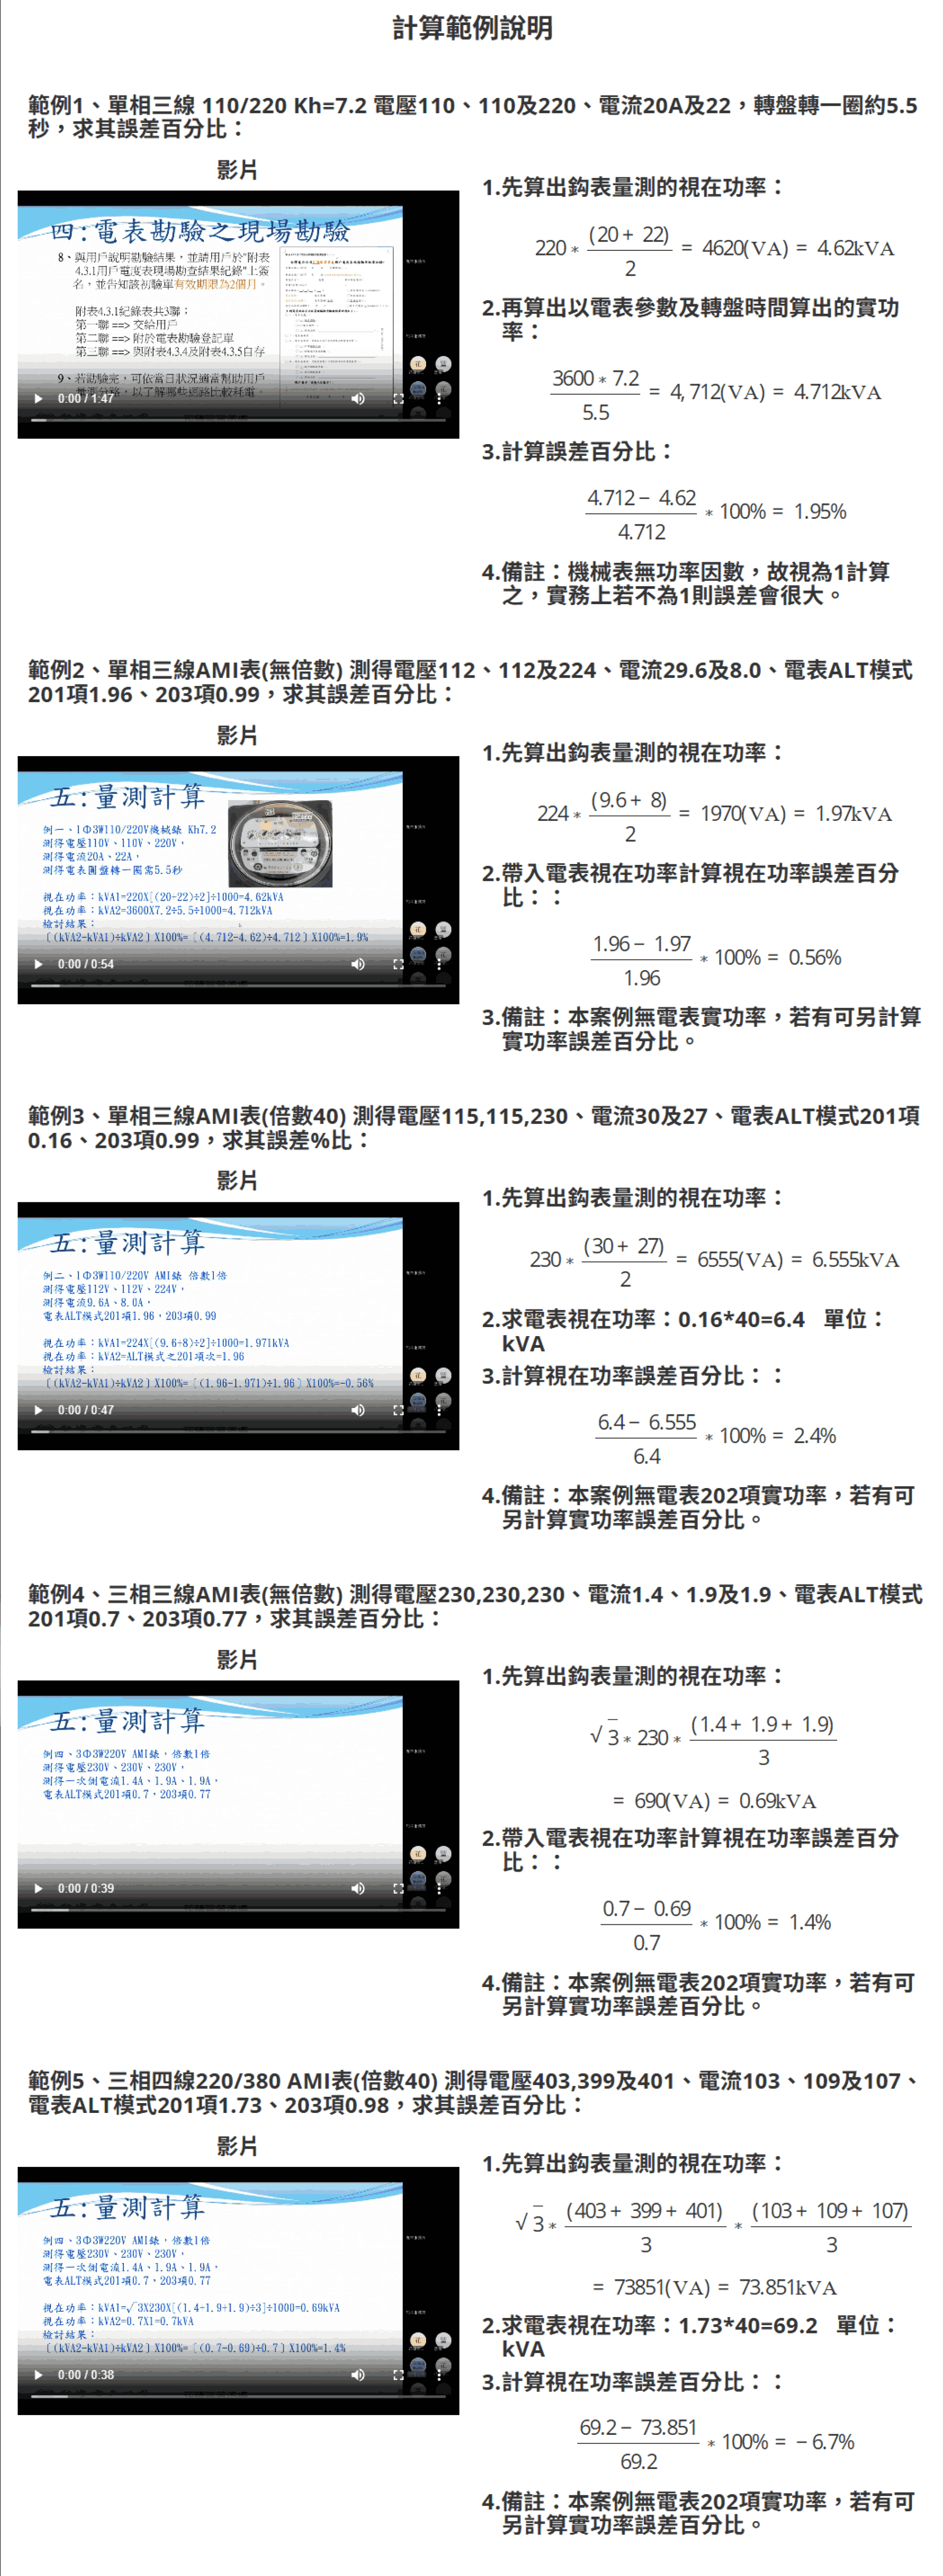 計算範例說明
範例1、單相三線 110/220 Kh=7.2 電壓110、110及220、電流20A及22，轉盤轉一圈約5.5
秒，求其誤差百分比：
影片
四:電表勘驗之現場勘驗
8、與用戶說明勘驗結果，並請用戶於"附表
4.3.1用戶電度表現場勘查結果紀錄"上簽
名，並告知該初驗單有效期限為2個月。
附表4.3.1紀錄表共3聯；
第一聯 ==> 交給用戶
第二聯 ==> 附於電表勘驗登記單
第三聯 ==> 與附表4.3.4及附表4.3.5自存
9、若勘驗完，可依當日狀況適當幫助用戶
0:00 / 1:47
1.先算出鈎表量測的視在功率：
220 * (20 + 22) / 2 = 4620(VA) = 4.62kVA
2.再算出以電表參數及轉盤時間算出的實功
率：
3600 * 7.2 / 5.5 = 4,712(VA) = 4.712kVA
3.計算誤差百分比：
4.712 − 4.62 / 4.712 * 100% = 1.95%
4.備註：機械表無功率因數，故視為1計算
之，實務上若不為1則誤差會很大。
範例2、單相三線AMI表(無倍數) 測得電壓112、112及224、電流29.6及8.0、電表ALT模式
201項1.96、203項0.99，求其誤差百分比：
影片
五:量測計算
例一、1Φ3W110/220V機械錶 Kh7.2
測得電壓110V、110V、220V，
測得電流20A、22A，
測得電表圓盤轉一圈需5.5秒
視在功率：kVA1=220X[(20+22)÷2]÷1000=4.62kVA
視在功率：kVA2=3600X7.2÷5.5÷1000=4.712kVA
檢討結果：
〔(kVA2-kVA1)÷kVA2〕X100%=〔(4.712-4.62)÷4.712〕X100%=1.9%
0:00 / 0:54
1.先算出鈎表量測的視在功率：
224 * (9.6 + 8) / 2 = 1970(VA) = 1.97kVA
2.帶入電表視在功率計算視在功率誤差百分
比：：
1.96 − 1.97 / 1.96 * 100% = 0.56%
3.備註：本案例無電表實功率，若有可另計算
實功率誤差百分比。
範例3、單相三線AMI表(倍數40) 測得電壓115,115,230、電流30及27、電表ALT模式201項
0.16、203項0.99，求其誤差%比：
影片
五:量測計算
例二、1Φ3W110/220V AMI錶 倍數1倍
測得電壓112V、112V、224V，
測得電流9.6A、8.0A，
電表ALT模式201項1.96，203項0.99
視在功率：kVA1=224X[(9.6+8)÷2]÷1000=1.971kVA
視在功率：kVA2=ALT模式之201項次=1.96
檢討結果：
〔(kVA2-kVA1)÷kVA2〕X100%=〔(1.96-1.971)÷1.96〕X100%=-0.56%
0:00 / 0:47
1.先算出鈎表量測的視在功率：
230 * (30 + 27) / 2 = 6555(VA) = 6.555kVA
2.求電表視在功率：0.16*40=6.4 單位：
kVA
3.計算視在功率誤差百分比：：
6.4 − 6.555 / 6.4 * 100% = 2.4%
4.備註：本案例無電表202項實功率，若有可
另計算實功率誤差百分比。
範例4、三相三線AMI表(無倍數) 測得電壓230,230,230、電流1.4、1.9及1.9、電表ALT模式
201項0.7、203項0.77，求其誤差百分比：
影片
五:量測計算
例四、3Φ3W220V AMI錶，倍數1倍
測得電壓230V、230V、230V，
測得一次側電流1.4A、1.9A、1.9A，
電表ALT模式201項0.7，203項0.77
0:00 / 0:39
1.先算出鈎表量測的視在功率：
√3 * 230 * (1.4 + 1.9 + 1.9) / 3
= 690(VA) = 0.69kVA
2.帶入電表視在功率計算視在功率誤差百分
比：：
0.7 − 0.69 / 0.7 * 100% = 1.4%
4.備註：本案例無電表202項實功率，若有可
另計算實功率誤差百分比。
範例5、三相四線220/380 AMI表(倍數40) 測得電壓403,399及401、電流103、109及107、
電表ALT模式201項1.73、203項0.98，求其誤差百分比：
影片
五:量測計算
例四、3Φ3W220V AMI錶，倍數1倍
測得電壓230V、230V、230V，
測得一次側電流1.4A、1.9A、1.9A，
電表ALT模式201項0.7，203項0.77
視在功率：kVA1=√3X230X[(1.4+1.9+1.9)÷3]÷1000=0.69kVA
視在功率：kVA2=0.7X1=0.7kVA
檢討結果：
〔(kVA2-kVA1)÷kVA2〕X100%=〔(0.7-0.69)÷0.7〕X100%=1.4%
0:00 / 0:38
1.先算出鈎表量測的視在功率：
√3 * (403 + 399 + 401) / 3 * (103 + 109 + 107) / 3
= 73851(VA) = 73.851kVA
2.求電表視在功率：1.73*40=69.2 單位：
kVA
3.計算視在功率誤差百分比：：
69.2 − 73.851 / 69.2 * 100% = − 6.7%
4.備註：本案例無電表202項實功率，若有可
另計算實功率誤差百分比。